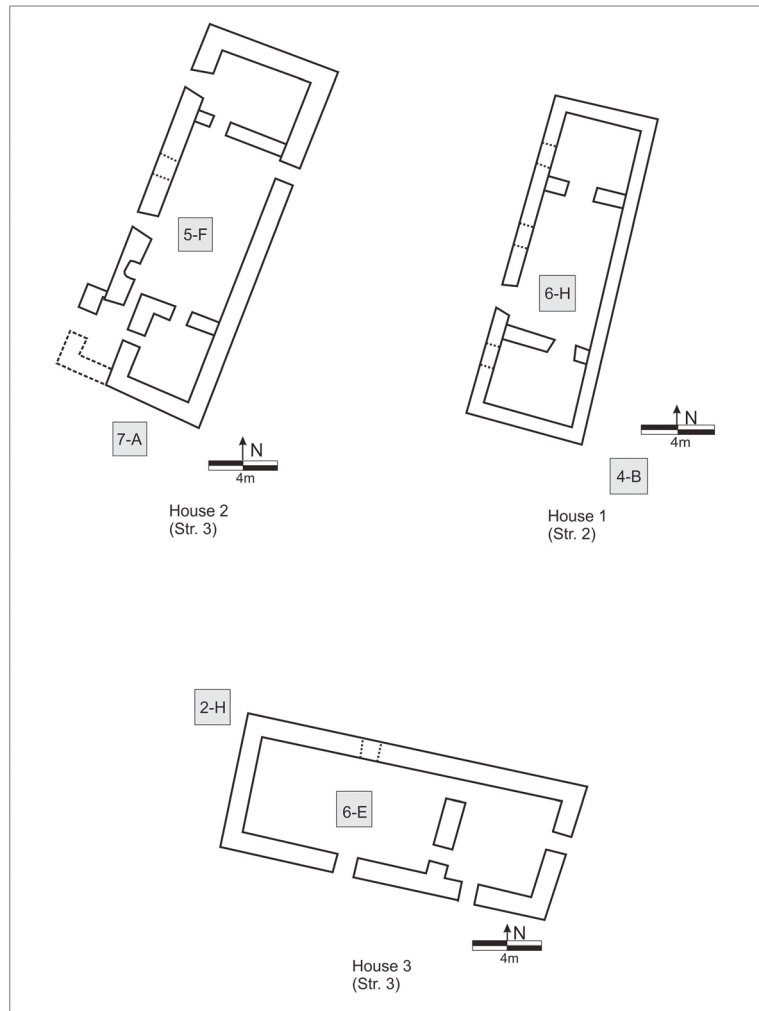 5-F
7-A
N
4m
House 2
(Str. 3)
6-H
N
4m
4-B
House 1
(Str. 2)
2-H
6-E
N
4m
House 3
(Str. 3)